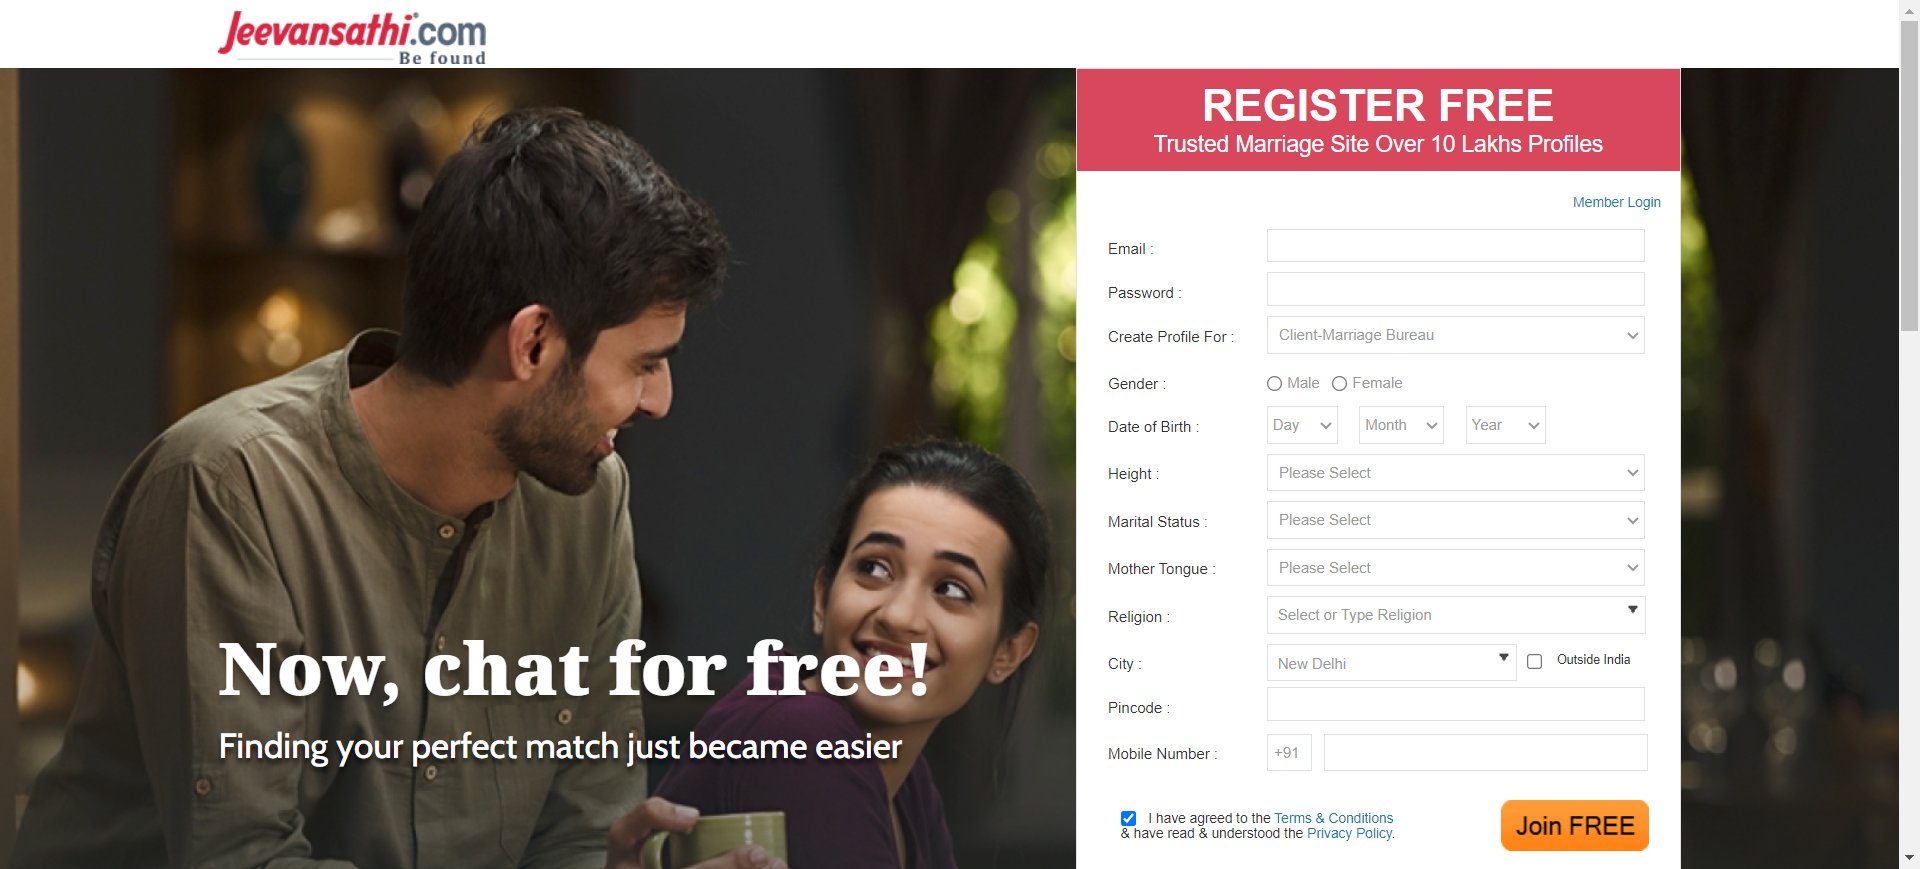 Jeevansathi.com
Be found
REGISTER FREE
Trusted Marriage Site Over 10 Lakhs Profiles
Member Login
Email :
Password :
Create Profile For : Client-Marriage Bureau
Gender : Male Female
Date of Birth : Day Month Year
Height : Please Select
Marital Status : Please Select
Mother Tongue : Please Select
Religion : Select or Type Religion
City : New Delhi Outside India
Pincode :
Mobile Number : +91
I have agreed to the Terms & Conditions
& have read & understood the Privacy Policy.
Join FREE
Now, chat for free!
Finding your perfect match just became easier